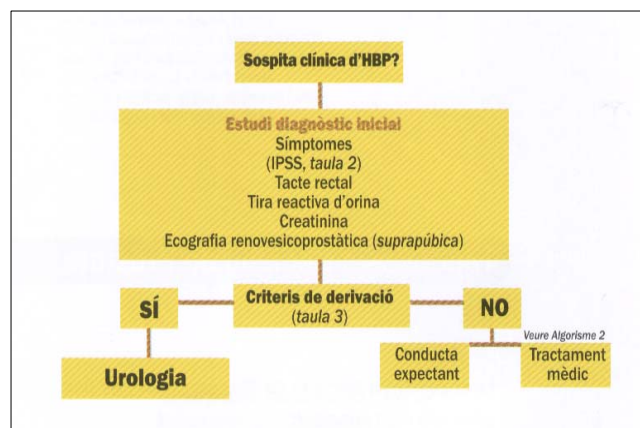 Sospita clínica d'HBP?
Estudi diagnòstic inicial
Símptomes
(IPSS, taula 2)
Tacte rectal
Tira reactiva d'orina
Creatinina
Ecografia renovesicoprostàtica (suprapúbica)
SÍ
Criteris de derivació
(taula 3)
NO
Veure Algorisme 2
Urologia
Conducta
expectant
Tractament
mèdic